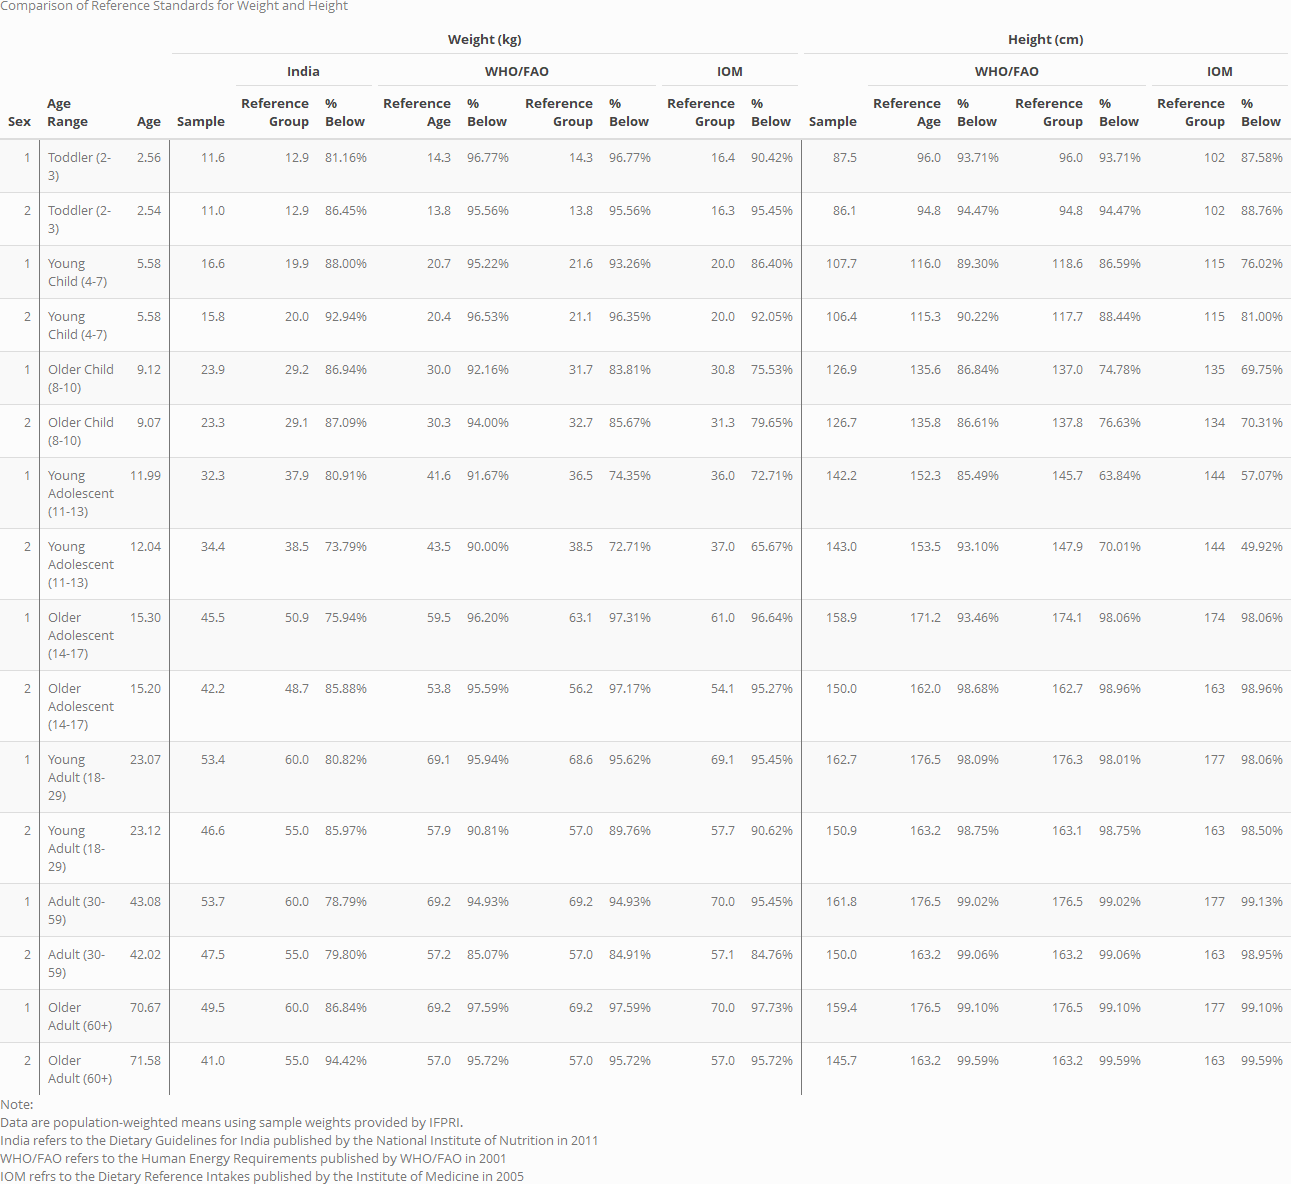 Comparison of Reference Standards for Weight and Height
Weight (kg) Height (cm)
India WHO/FAO IOM WHO/FAO IOM
Age Reference % Reference % Reference % Reference % Reference % Reference % Reference %
Sex Range Age Sample Group Below Age Below Group Below Group Below Sample Age Below Group Below Group Below
1 Toddler (2- 2.56 11.6 12.9 81.16% 14.3 96.77% 14.3 96.77% 16.4 90.42% 87.5 96.0 93.71% 96.0 93.71% 102 87.58%
3)
2 Toddler (2- 2.54 11.0 12.9 86.45% 13.8 95.56% 13.8 95.56% 16.3 95.45% 86.1 94.8 94.47% 94.8 94.47% 102 88.76%
3)
1 Young 5.58 16.6 19.9 88.00% 20.7 95.22% 21.6 93.26% 20.0 86.40% 107.7 116.0 89.30% 118.6 86.59% 115 76.02%
Child (4-7)
2 Young 5.58 15.8 20.0 92.94% 20.4 96.53% 21.1 96.35% 20.0 92.05% 106.4 115.3 90.22% 117.7 88.44% 115 81.00%
Child (4-7)
1 Older Child 9.12 23.9 29.2 86.94% 30.0 92.16% 31.7 83.81% 30.8 75.53% 126.9 135.6 86.84% 137.0 74.78% 135 69.75%
(8-10)
2 Older Child 9.07 23.3 29.1 87.09% 30.3 94.00% 32.7 85.67% 31.3 79.65% 126.7 135.8 86.61% 137.8 76.63% 134 70.31%
(8-10)
1 Young 11.99 32.3 37.9 80.91% 41.6 91.67% 36.5 74.35% 36.0 72.71% 142.2 152.3 85.49% 145.7 63.84% 144 57.07%
Adolescent
(11-13)
2 Young 12.04 34.4 38.5 73.79% 43.5 90.00% 38.5 72.71% 37.0 65.67% 143.0 153.5 93.10% 147.9 70.01% 144 49.92%
Adolescent
(11-13)
1 Older 15.30 45.5 50.9 75.94% 59.5 96.20% 63.1 97.31% 61.0 96.64% 158.9 171.2 93.46% 174.1 98.06% 174 98.06%
Adolescent
(14-17)
2 Older 15.20 42.2 48.7 85.88% 53.8 95.59% 56.2 97.17% 54.1 95.27% 150.0 162.0 98.68% 162.7 98.96% 163 98.96%
Adolescent
(14-17)
1 Young 23.07 53.4 60.0 80.82% 69.1 95.94% 68.6 95.62% 69.1 95.45% 162.7 176.5 98.09% 176.3 98.01% 177 98.06%
Adult (18-
29)
2 Young 23.12 46.6 55.0 85.97% 57.9 90.81% 57.0 89.76% 57.7 90.62% 150.9 163.2 98.75% 163.1 98.75% 163 98.50%
Adult (18-
29)
1 Adult (30- 43.08 53.7 60.0 78.79% 69.2 94.93% 69.2 94.93% 70.0 95.45% 161.8 176.5 99.02% 176.5 99.02% 177 99.13%
59)
2 Adult (30- 42.02 47.5 55.0 79.80% 57.2 85.07% 57.0 84.91% 57.1 84.76% 150.0 163.2 99.06% 163.2 99.06% 163 98.95%
59)
1 Older 70.67 49.5 60.0 86.84% 69.2 97.59% 69.2 97.59% 70.0 97.73% 159.4 176.5 99.10% 176.5 99.10% 177 99.10%
Adult (60+)
2 Older 71.58 41.0 55.0 94.42% 57.0 95.72% 57.0 95.72% 57.0 95.72% 145.7 163.2 99.59% 163.2 99.59% 163 99.59%
Adult (60+)
Note:
Data are population-weighted means using sample weights provided by IFPRI.
India refers to the Dietary Guidelines for India published by the National Institute of Nutrition in 2011
WHO/FAO refers to the Human Energy Requirements published by WHO/FAO in 2001
IOM refrs to the Dietary Reference Intakes published by the Institute of Medicine in 2005